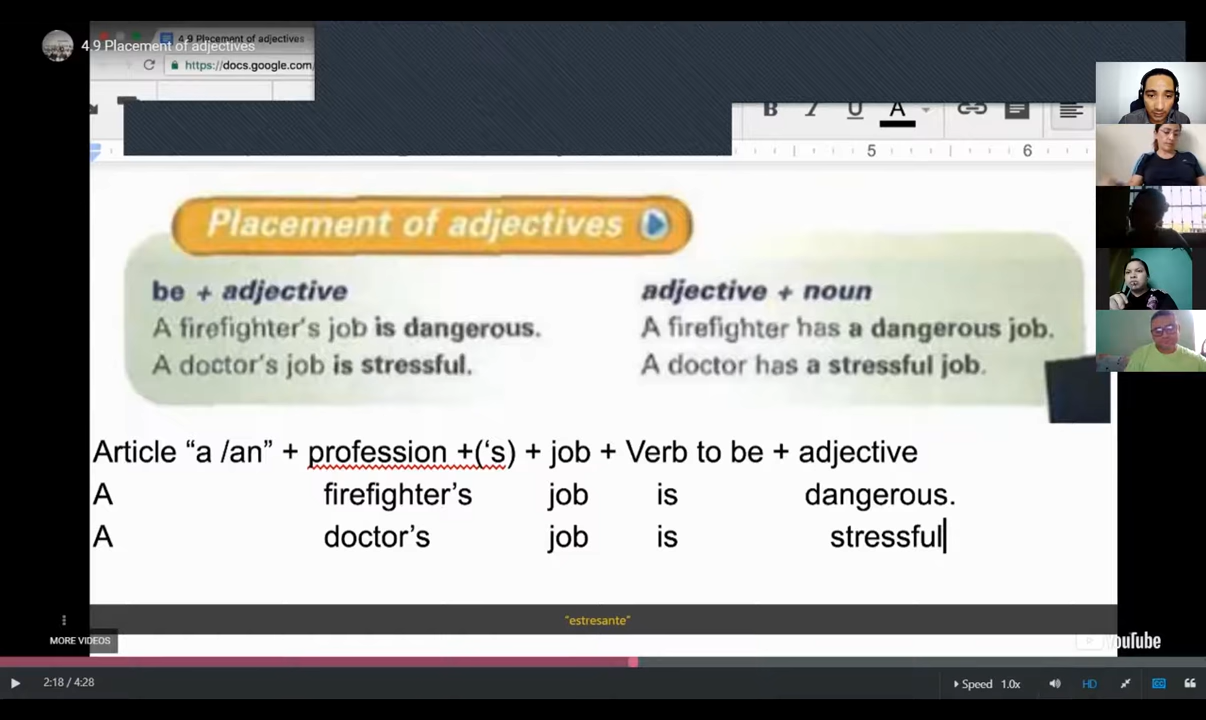 4.9 Placement of adjectives
4.9 Placement of adjectives
https://docs.google.com/
B I U A
5 6
Placement of adjectives
be + adjective
A firefighter's job is dangerous.
A doctor's job is stressful.
adjective + noun
A firefighter has a dangerous job.
A doctor has a stressful job.
Article “a /an” + profession +(‘s) + job + Verb to be + adjective
A firefighter’s job is dangerous.
A doctor’s job is stressful
"estresante"
MORE VIDEOS
YouTube
2:18 / 4:28
Speed 1.0x
HD
CC